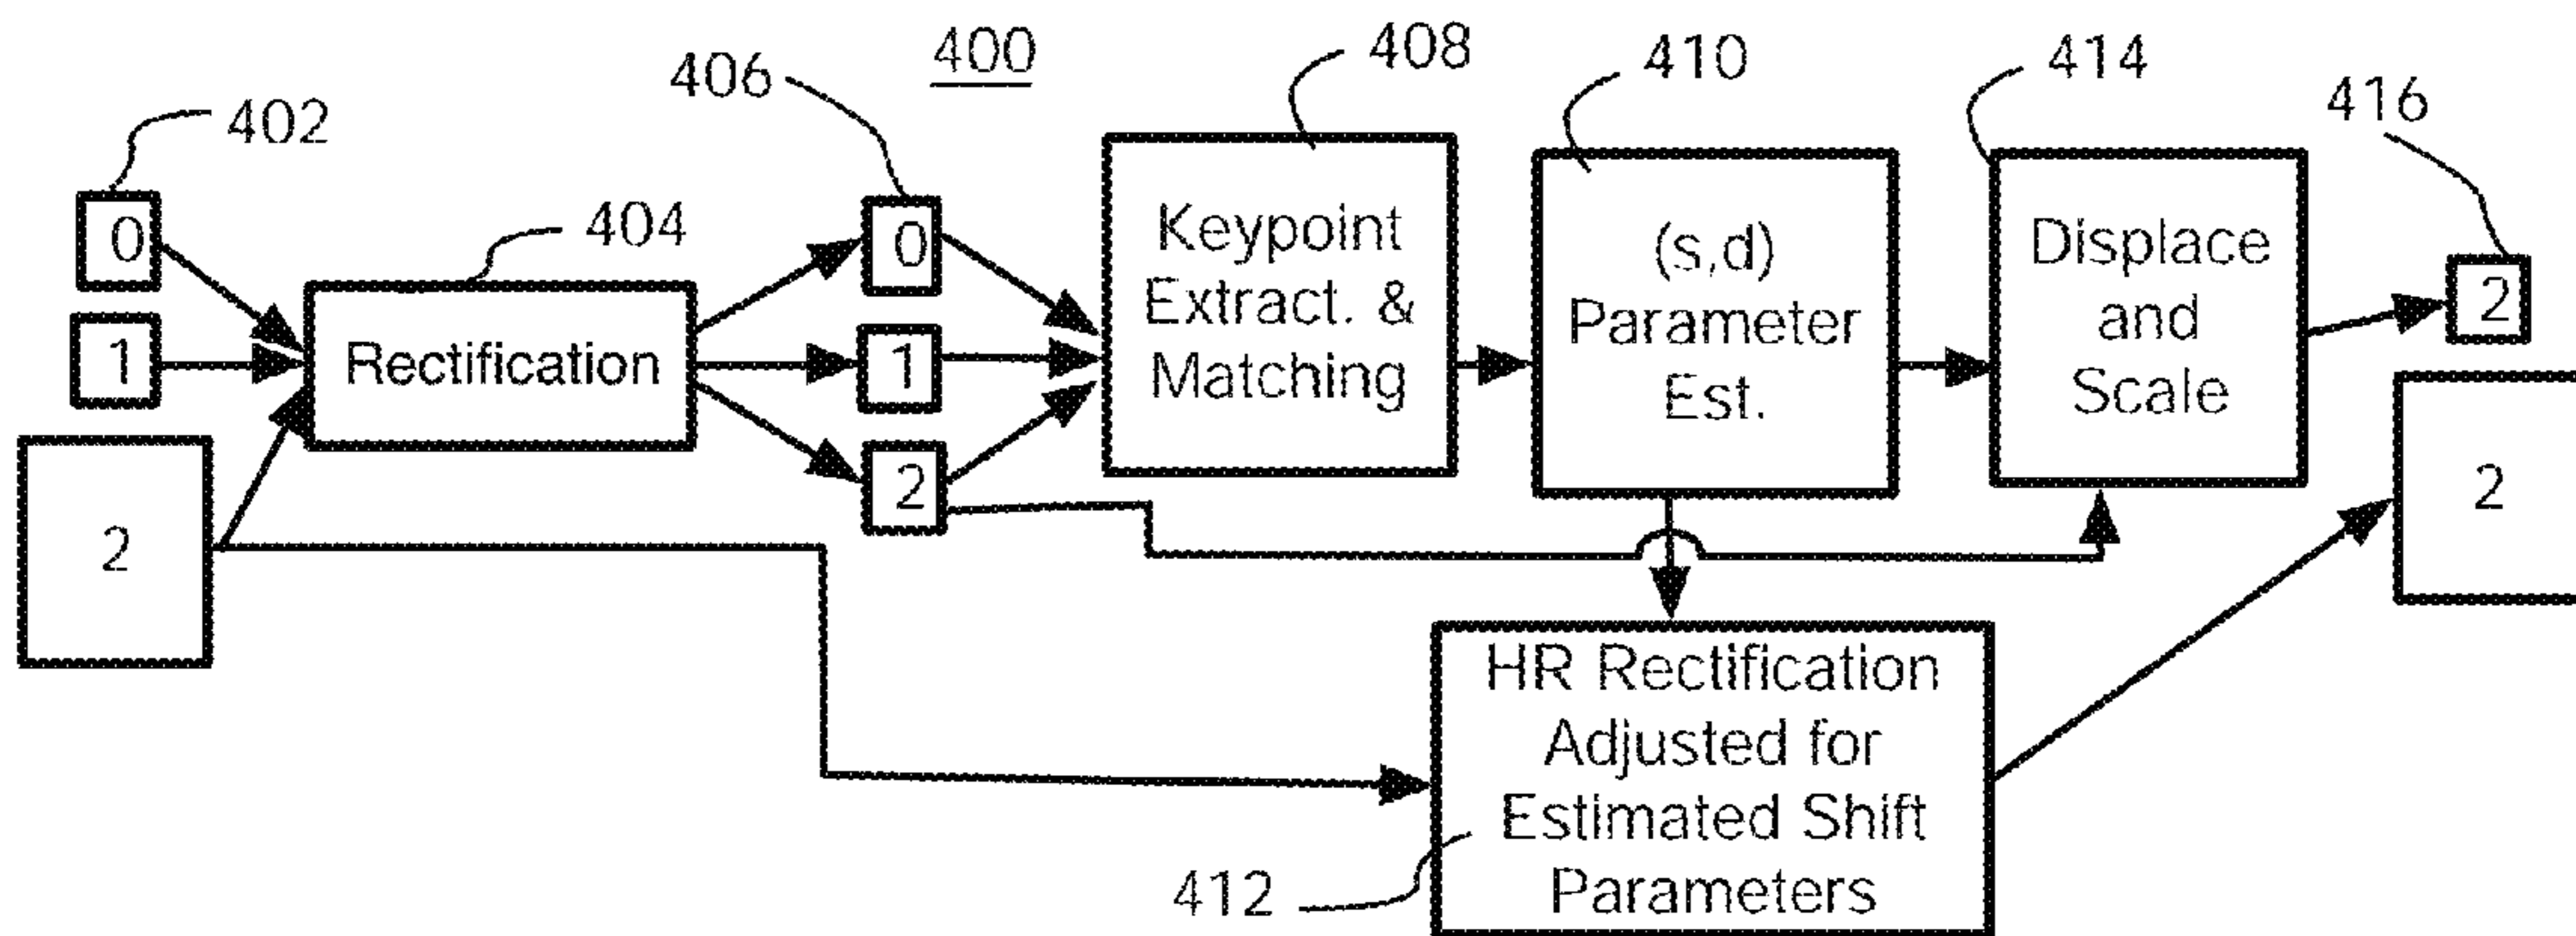 400
402
406
408
410
414
416
0
1
2
404
Rectification
0
1
2
Keypoint
Extract. &
Matching
(s,d)
Parameter
Est.
Displace
and
Scale
2
2
HR Rectification
Adjusted for
Estimated Shift
Parameters
412